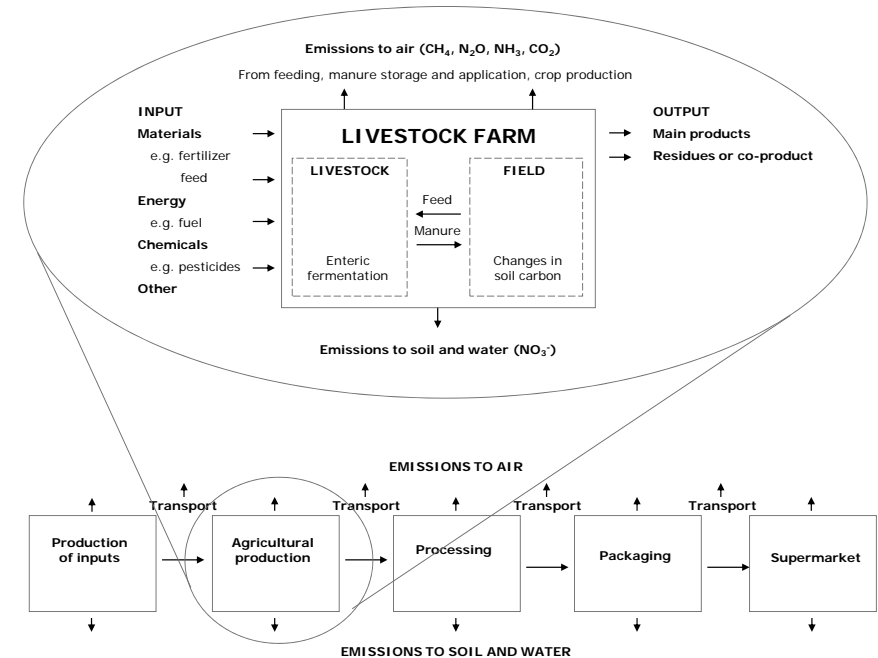 Emissions to air (CH₄, N₂O, NH₃, CO₂)
From feeding, manure storage and application, crop production
INPUT
Materials
e.g. fertilizer
feed
Energy
e.g. fuel
Chemicals
e.g. pesticides
Other
LIVESTOCK FARM
LIVESTOCK
Enteric
fermentation
Feed
Manure
FIELD
Changes in
soil carbon
OUTPUT
Main products
Residues or co-product
Emissions to soil and water (NO₃⁻)
EMISSIONS TO AIR
Transport
Transport
Transport
Transport
Production
of inputs
Agricultural
production
Processing
Packaging
Supermarket
EMISSIONS TO SOIL AND WATER